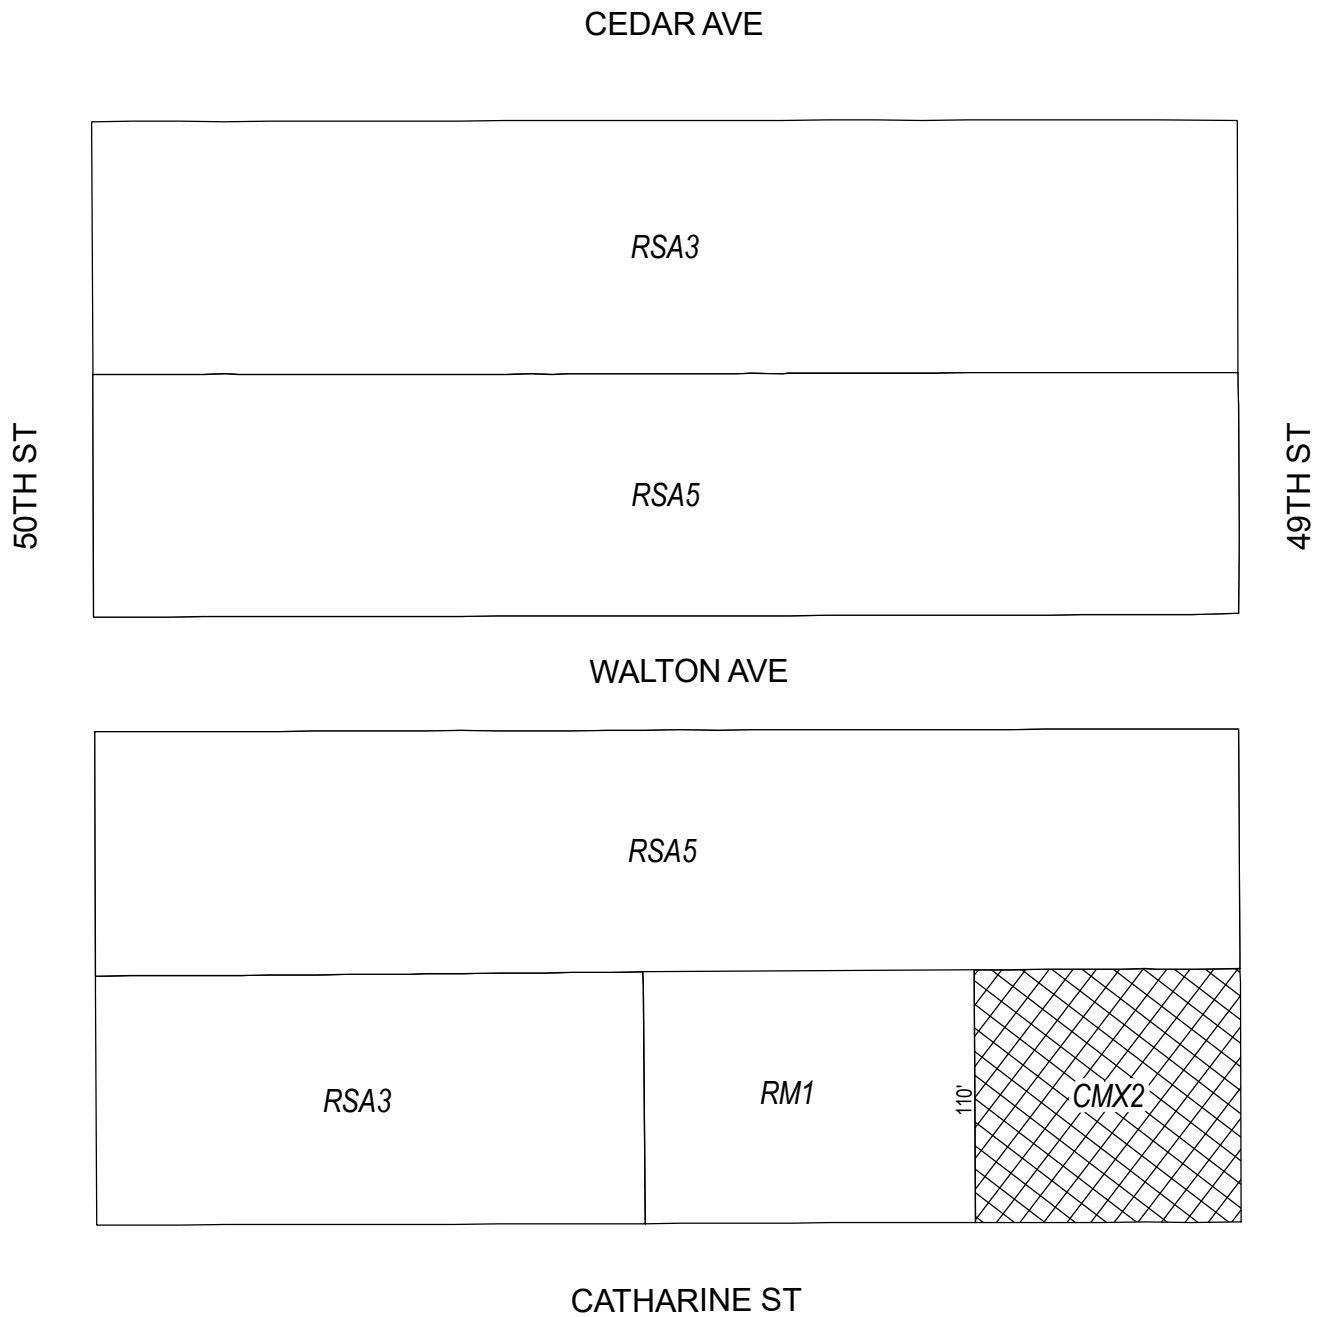 CEDAR AVE
RSA3
50TH ST
RSA5
49TH ST
WALTON AVE
RSA5
RSA3
RM1
110'
CMX2
CATHARINE ST